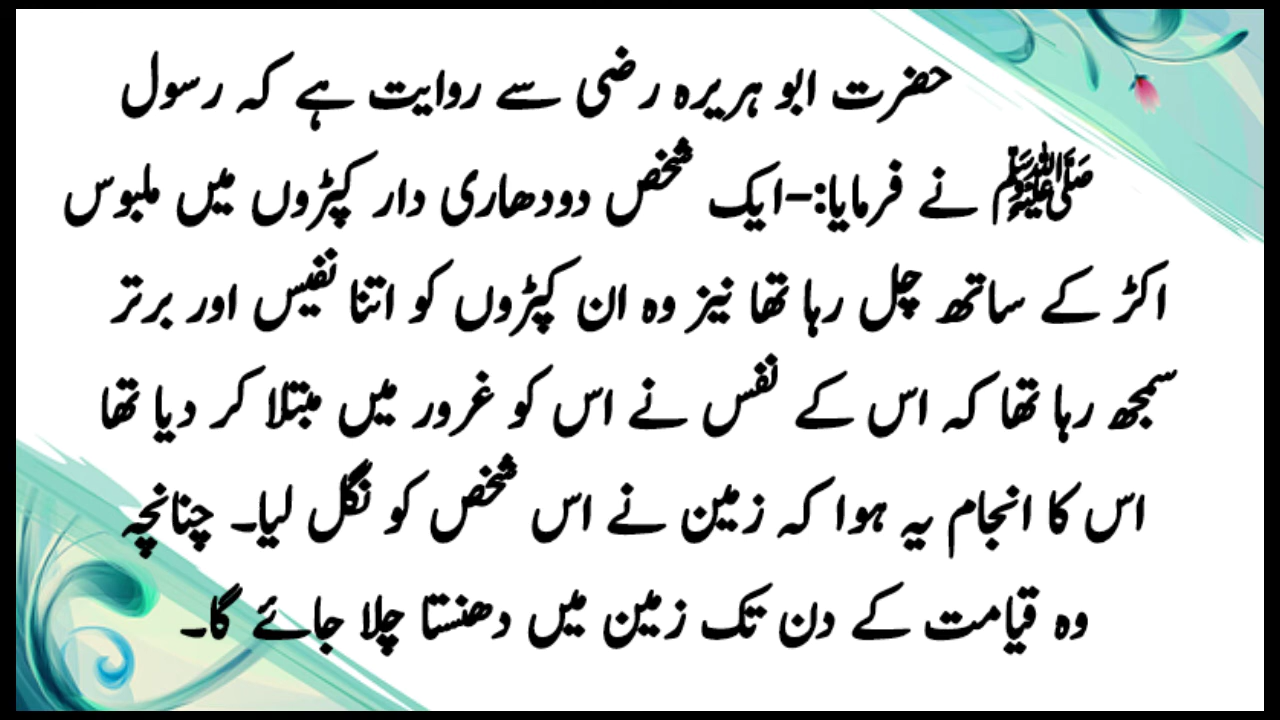 حضرت ابو ہریرہ رضی سے روایت ہے کہ رسول
ﷺ نے فرمایا:-ایک شخص دودھاری دار کپڑوں میں ملبوس
اکڑ کے ساتھ چل رہا تھا نیز وہ ان کپڑوں کو اتنا نفیس اور برتر
سمجھ رہا تھا کہ اس کے نفس نے اس کو غرور میں مبتلا کر دیا تھا
اس کا انجام یہ ہوا کہ زمین نے اس شخص کو نگل لیا۔ چنانچہ
وہ قیامت کے دن تک زمین میں دھنستا چلا جائے گا۔